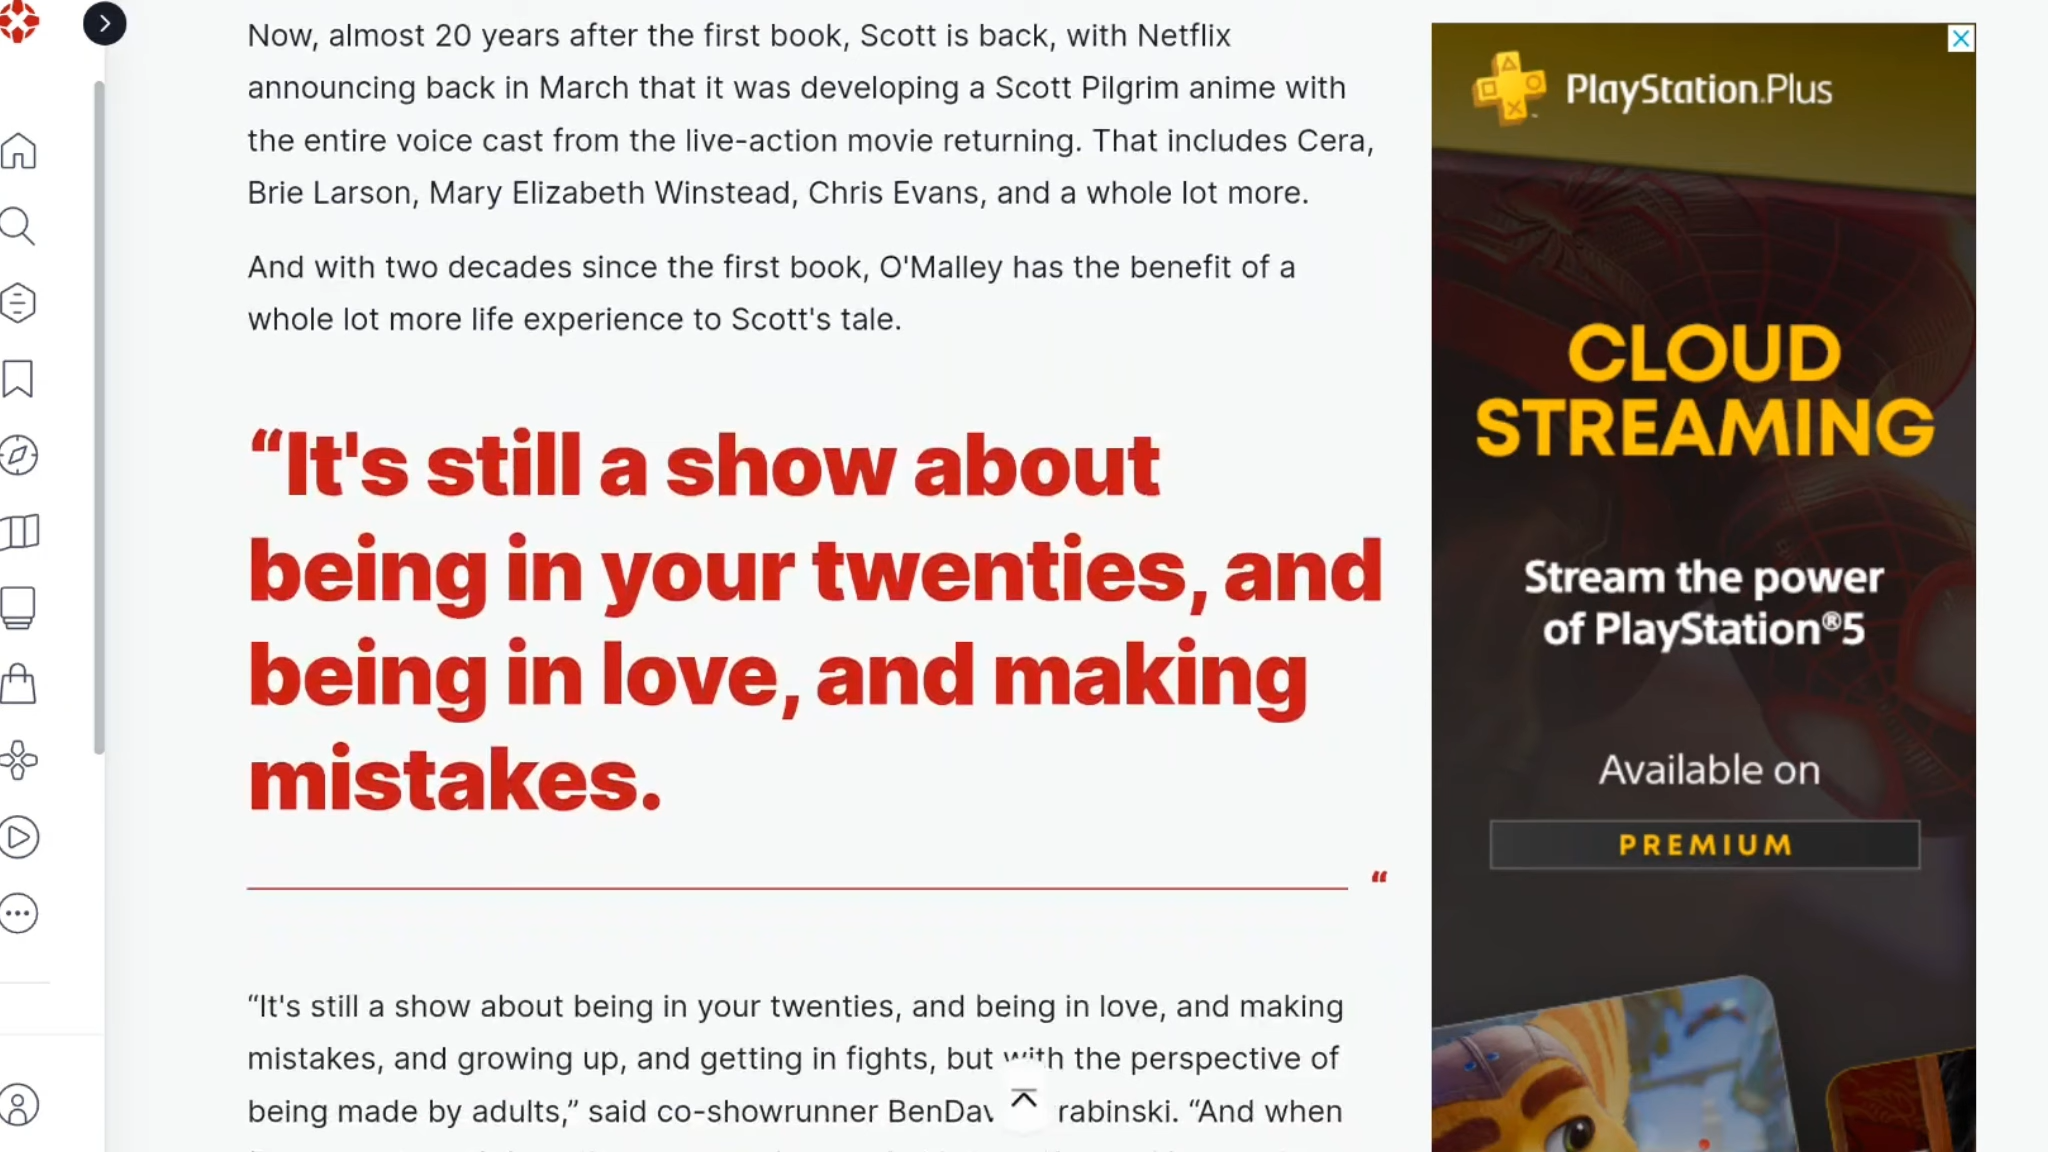 Now, almost 20 years after the first book, Scott is back, with Netflix
announcing back in March that it was developing a Scott Pilgrim anime with
the entire voice cast from the live-action movie returning. That includes Cera,
Brie Larson, Mary Elizabeth Winstead, Chris Evans, and a whole lot more.
And with two decades since the first book, O'Malley has the benefit of a
whole lot more life experience to Scott's tale.
“It's still a show about
being in your twenties, and
being in love, and making
mistakes.
“
“It's still a show about being in your twenties, and being in love, and making
mistakes, and growing up, and getting in fights, but with the perspective of
being made by adults,” said co-showrunner BenDav rabinski. “And when
PlayStation.Plus
CLOUD
STREAMING
Stream the power
of PlayStation®5
Available on
PREMIUM